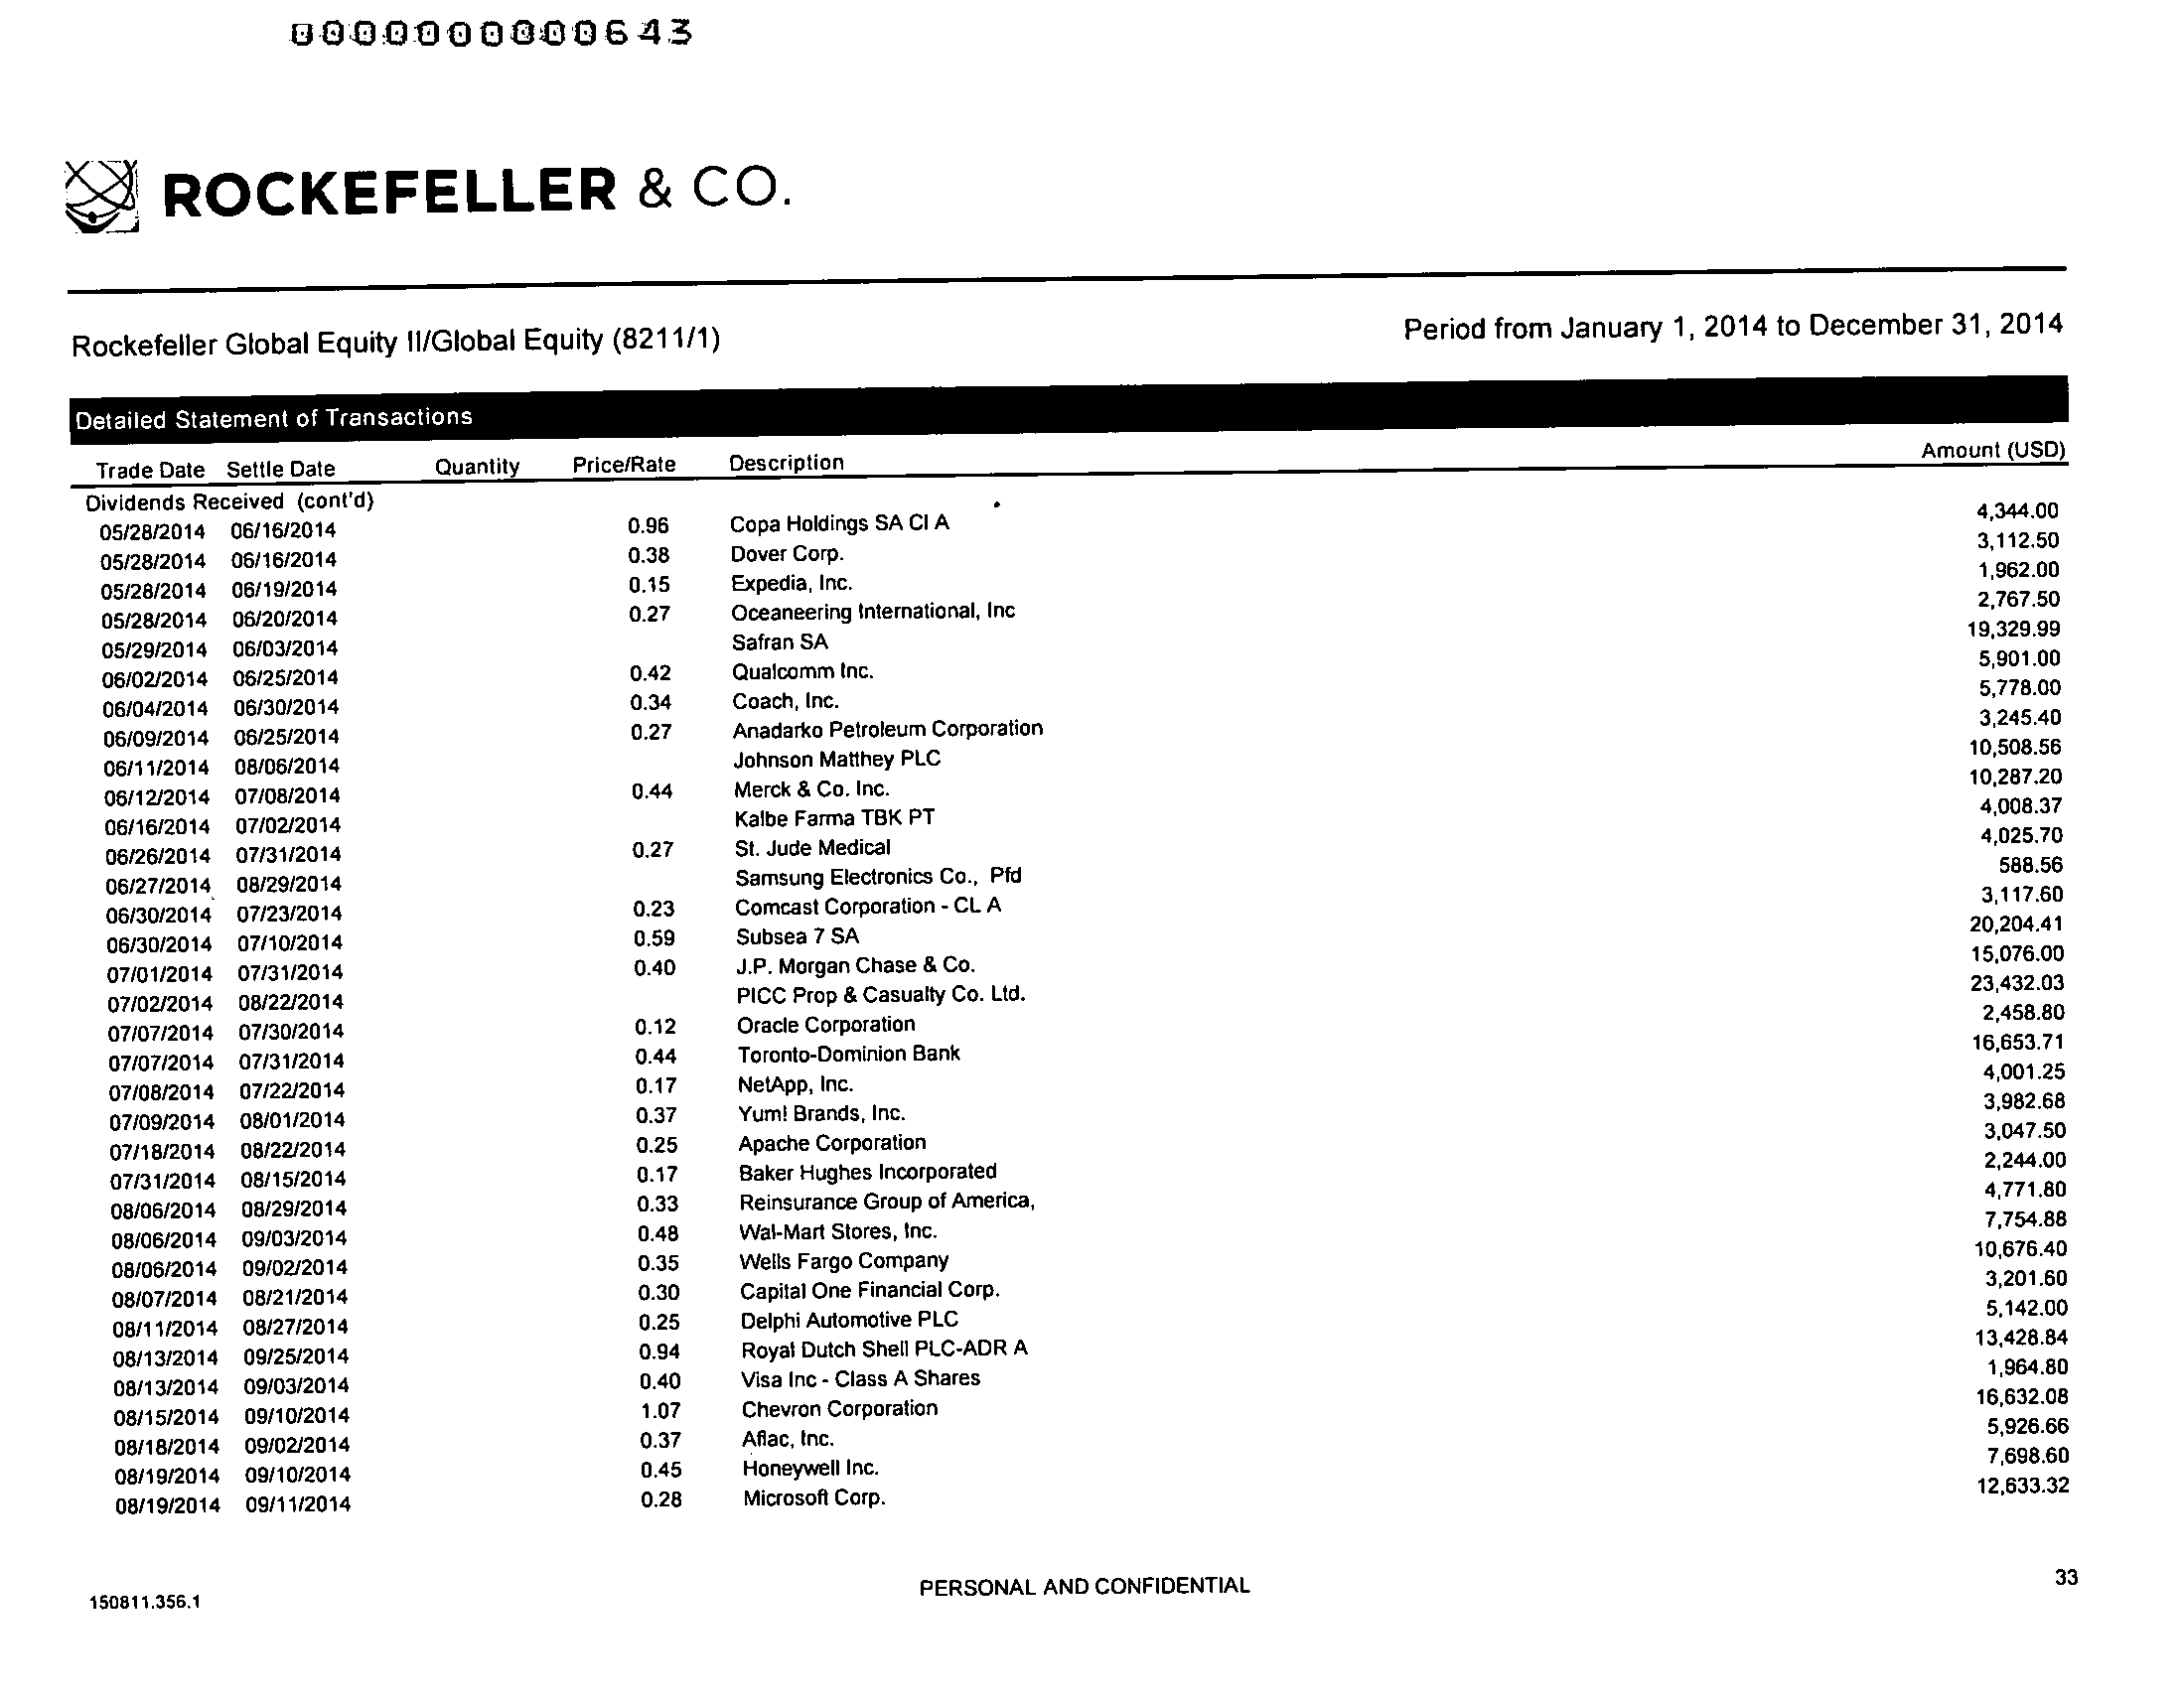 0000000000643
ROCKEFELLER & CO.
Rockefeller Global Equity II/Global Equity (8211/1) Period from January 1, 2014 to December 31, 2014
Detailed Statement of Transactions
Trade Date Settle Date Quantity Price/Rate Description Amount (USD)
Dividends Received (cont'd)
05/28/2014 06/16/2014 0.96 Copa Holdings SA Cl A 4,344.00
05/28/2014 06/16/2014 0.38 Dover Corp. 3,112.50
05/28/2014 06/19/2014 0.15 Expedia, Inc. 1,962.00
05/28/2014 06/20/2014 0.27 Oceaneering International, Inc 2,767.50
05/29/2014 06/03/2014 Safran SA 19,329.99
06/02/2014 06/25/2014 0.42 Qualcomm Inc. 5,901.00
06/04/2014 06/30/2014 0.34 Coach, Inc. 5,778.00
06/09/2014 06/25/2014 0.27 Anadarko Petroleum Corporation 3,245.40
06/11/2014 08/06/2014 Johnson Matthey PLC 10,508.56
06/12/2014 07/08/2014 0.44 Merck & Co. Inc. 10,287.20
06/16/2014 07/02/2014 Kalbe Farma TBK PT 4,008.37
06/26/2014 07/31/2014 0.27 St. Jude Medical 4,025.70
06/27/2014 08/29/2014 Samsung Electronics Co., Pfd 588.56
06/30/2014 07/23/2014 0.23 Comcast Corporation - CL A 3,117.60
06/30/2014 07/10/2014 0.59 Subsea 7 SA 20,204.41
07/01/2014 07/31/2014 0.40 J.P. Morgan Chase & Co. 15,076.00
07/02/2014 08/22/2014 PICC Prop & Casualty Co. Ltd. 23,432.03
07/07/2014 07/30/2014 0.12 Oracle Corporation 2,458.80
07/07/2014 07/31/2014 0.44 Toronto-Dominion Bank 16,653.71
07/08/2014 07/22/2014 0.17 NetApp, Inc. 4,001.25
07/09/2014 08/01/2014 0.37 Yum! Brands, Inc. 3,982.68
07/18/2014 08/22/2014 0.25 Apache Corporation 3,047.50
07/31/2014 08/15/2014 0.17 Baker Hughes Incorporated 2,244.00
08/06/2014 08/29/2014 0.33 Reinsurance Group of America, 4,771.80
08/06/2014 09/03/2014 0.48 Wal-Mart Stores, Inc. 7,754.88
08/06/2014 09/02/2014 0.35 Wells Fargo Company 10,676.40
08/07/2014 08/21/2014 0.30 Capital One Financial Corp. 3,201.60
08/11/2014 08/27/2014 0.25 Delphi Automotive PLC 5,142.00
08/13/2014 09/25/2014 0.94 Royal Dutch Shell PLC-ADR A 13,428.84
08/13/2014 09/03/2014 0.40 Visa Inc - Class A Shares 1,964.80
08/15/2014 09/10/2014 1.07 Chevron Corporation 16,632.08
08/18/2014 09/02/2014 0.37 Aflac, Inc. 5,926.66
08/19/2014 09/10/2014 0.45 Honeywell Inc. 7,698.60
08/19/2014 09/11/2014 0.28 Microsoft Corp. 12,633.32
150811.356.1 PERSONAL AND CONFIDENTIAL 33